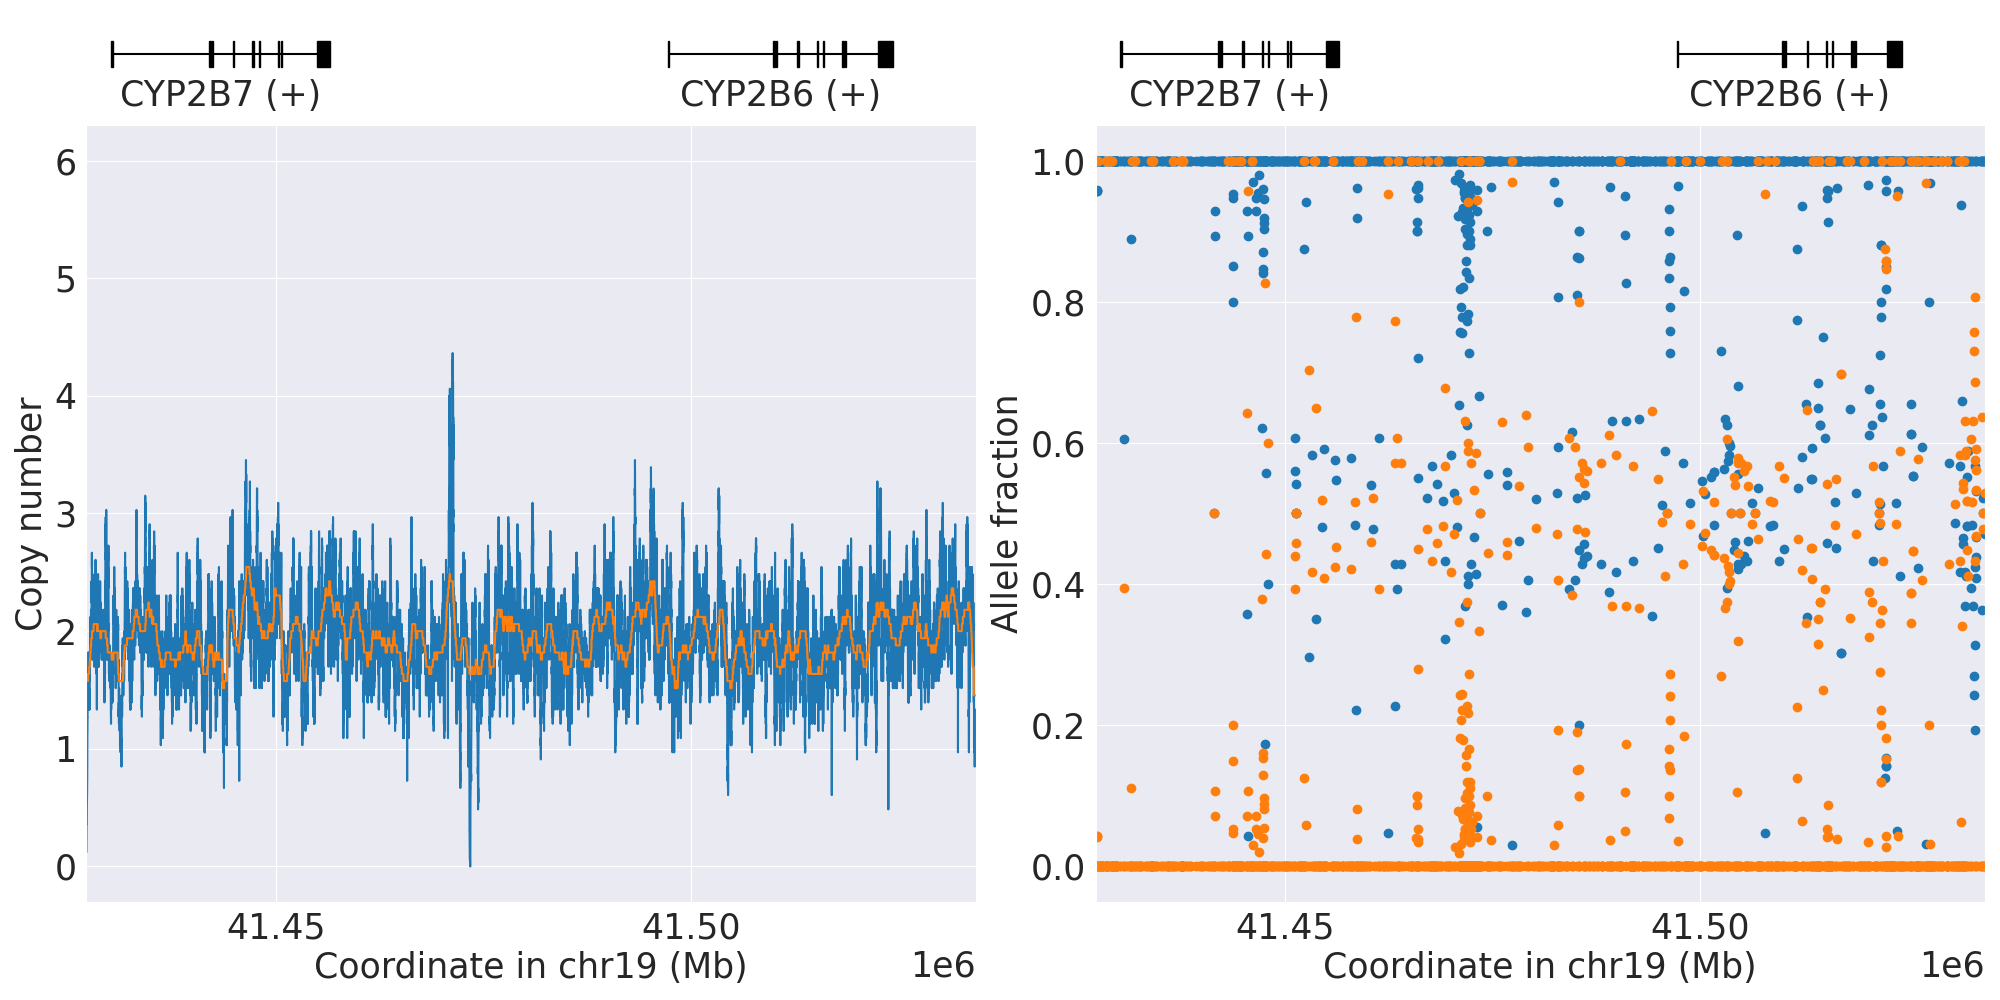 CYP2B7 (+)
CYP2B6 (+)
CYP2B7 (+)
CYP2B6 (+)
Copy number
6
5
4
3
2
1
0
41.45
41.50
Coordinate in chr19 (Mb)
1e6
Allele fraction
1.0
0.8
0.6
0.4
0.2
0.0
41.45
41.50
Coordinate in chr19 (Mb)
1e6